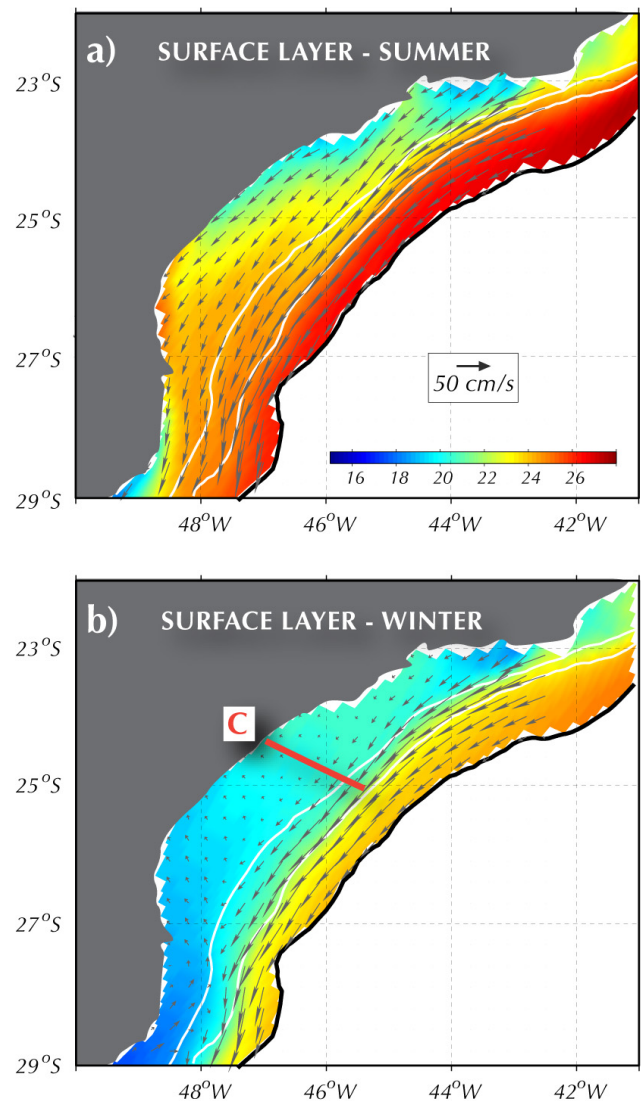 a) SURFACE LAYER - SUMMER
23°S
25°S
27°S
50 cm/s
16 18 20 22 24 26
29°S
48°W 46°W 44°W 42°W
b) SURFACE LAYER - WINTER
23°S
C
25°S
27°S
29°S
48°W 46°W 44°W 42°W